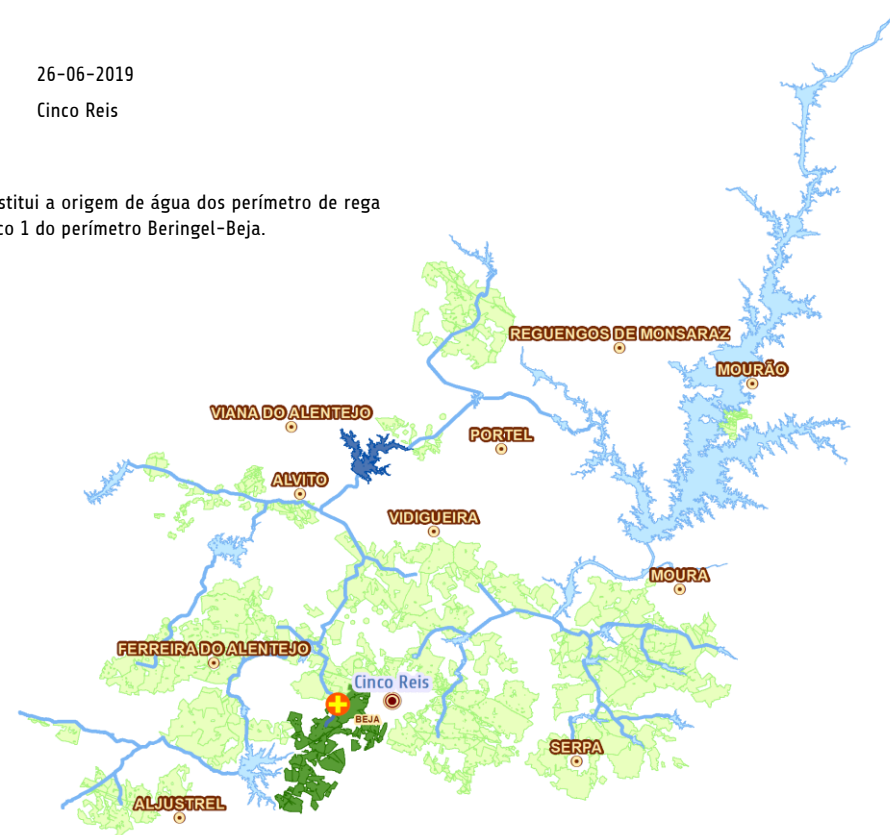 26-06-2019
Cinco Reis
stitui a origem de água dos perímetro de rega
co 1 do perímetro Beringel-Beja.
REGUENGOS DE MONSARAZ
MOURÃO
VIANA DO ALENTEJO
PORTEL
ALVITO
VIDIGUEIRA
MOURA
FERREIRA DO ALENTEJO
Cinco Reis
BEJA
SERPA
ALJUSTREL